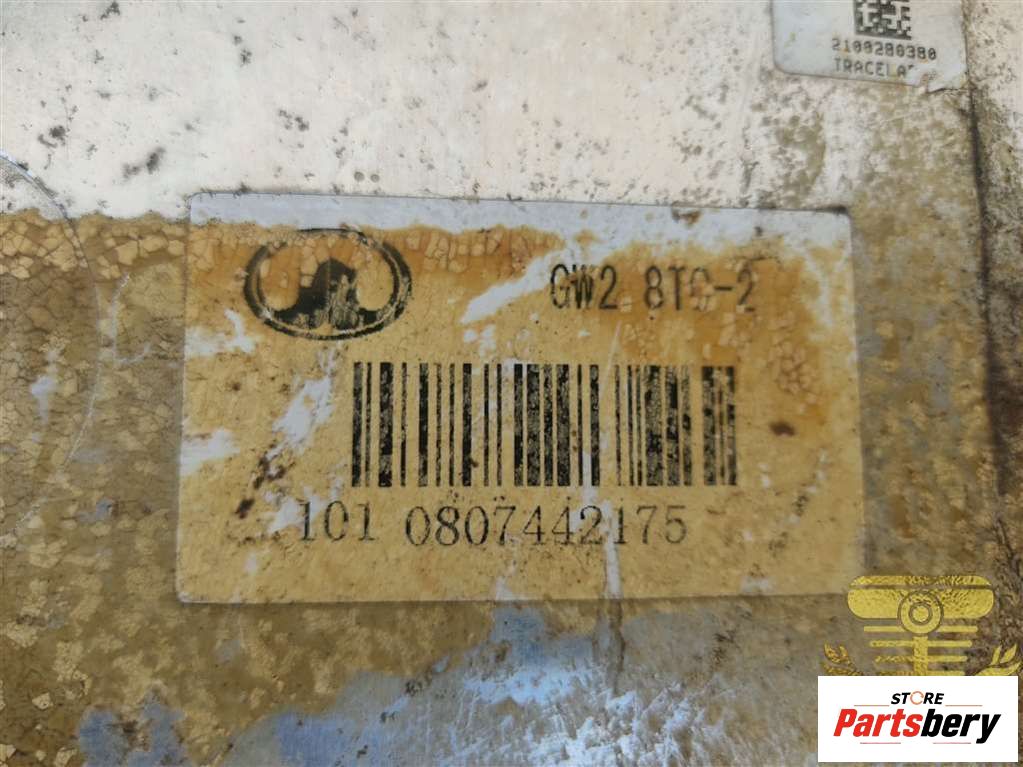 2100280380
TRACELA
GW2 8TC-2
101 0807442175
STORE
Partsbery